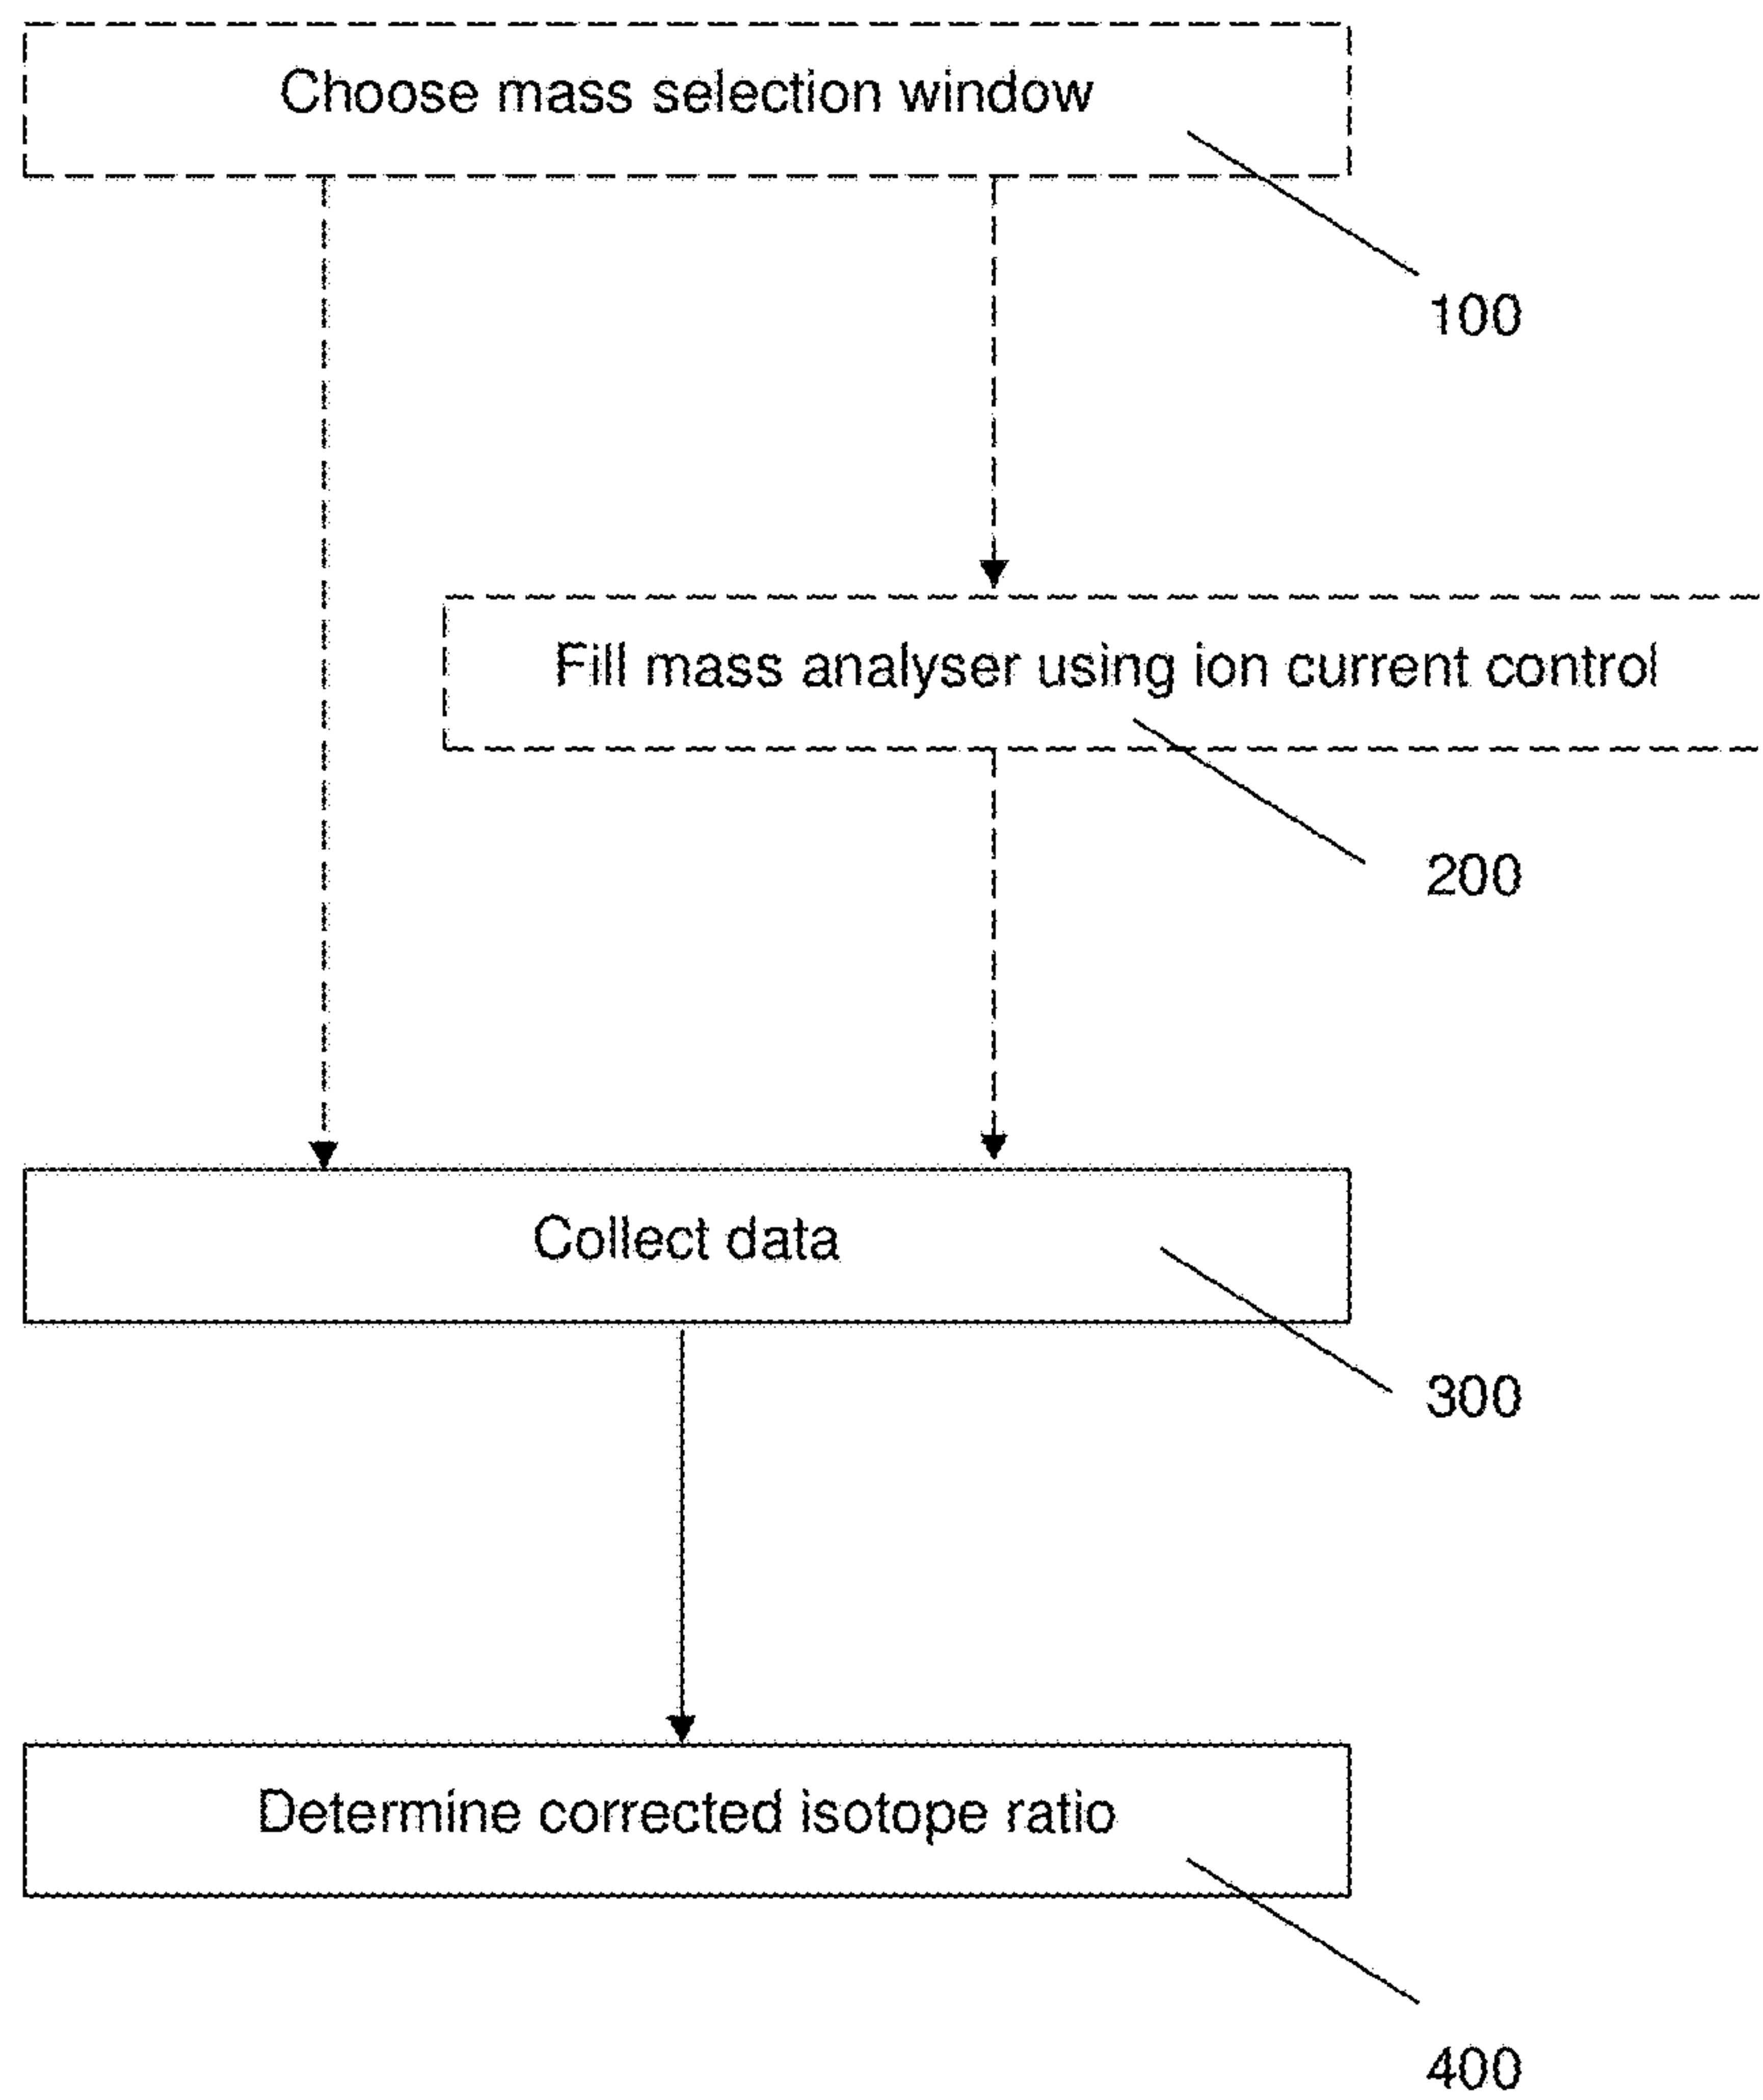 Choose mass selection window
100
Fill mass analyser using ion current control
200
Collect data
300
Determine corrected isotope ratio
400